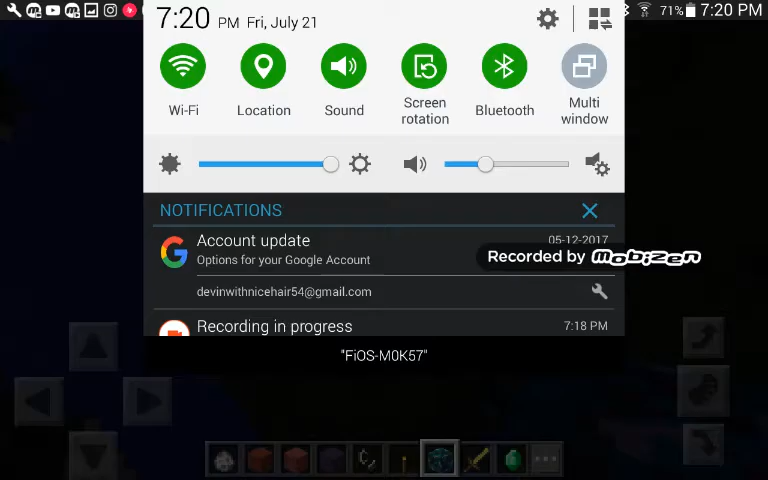 7:20 PM Fri, July 21
71% 7:20 PM
Wi-Fi
Location
Sound
Screen
rotation
Bluetooth
Multi
window
NOTIFICATIONS
Account update
05-12-2017
Options for your Google Account
Recorded by Mobizen
devinwithnicehair54@gmail.com
Recording in progress
7:18 PM
"FiOS-M0K57"